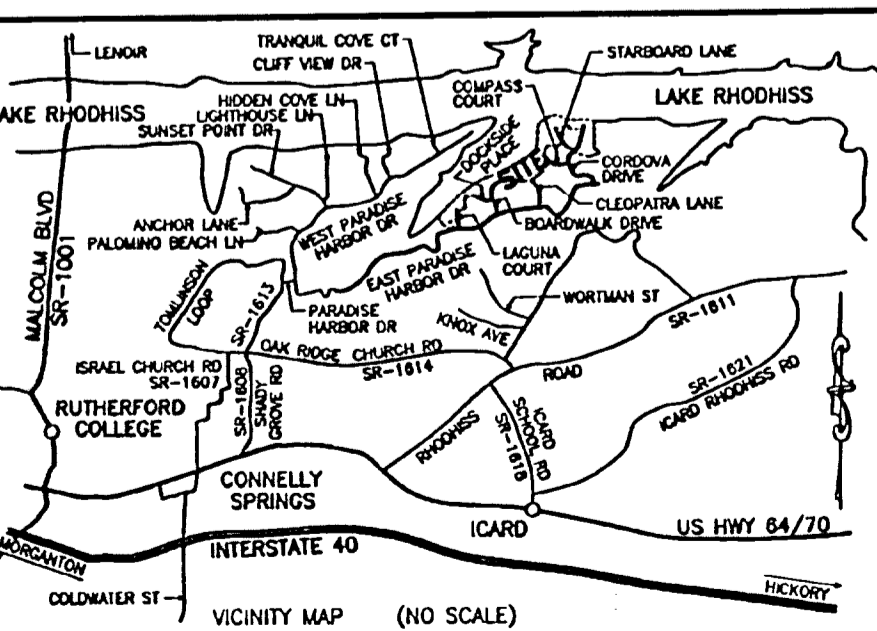 LENOIR
TRANQUIL COVE CT
CLIFF VIEW DR
STARBOARD LANE
COMPASS
COURT
LAKE RHODHISS
AKE RHODHISS
HIDDEN COVE LN
LIGHTHOUSE LN
SUNSET POINT DR
DOCKSIDE
PLACE
SITE
CORDOVA
DRIVE
CLEOPATRA LANE
BOARDWALK DRIVE
ANCHOR LANE
PALOMINO BEACH LN
WEST PARADISE
HARBOR DR
LAGUNA
COURT
EAST PARADISE
HARBOR DR
MALCOLM BLVD
SR-1001
TOMLINSON
LOOP
SR-1613
PARADISE
HARBOR DR
WORTMAN ST
KNOX AVE
SR-1611
OAK RIDGE CHURCH RD
SR-1614
ROAD
ISRAEL CHURCH RD
SR-1607
SR-1608
SHADY
GROVE RD
SR-1621
ICARD RHODHISS RD
RUTHERFORD
COLLEGE
RHODHISS
ICARD
SCHOOL RD
SR-1618
CONNELLY
SPRINGS
ICARD
US HWY 64/70
MORGANTON
INTERSTATE 40
HICKORY
COLDWATER ST
VICINITY MAP (NO SCALE)